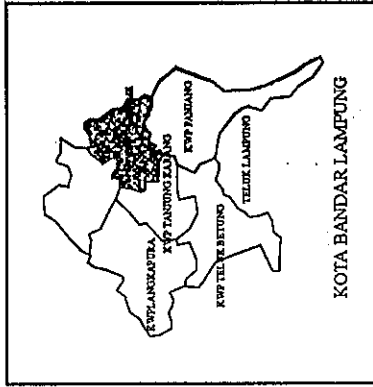 KWP PANJANG
KWP TANJUNG KARANG
KWP LANGKAPURA
TELUK LAMPUNG
KWP TELUK BETUNG
KOTA BANDAR LAMPUNG